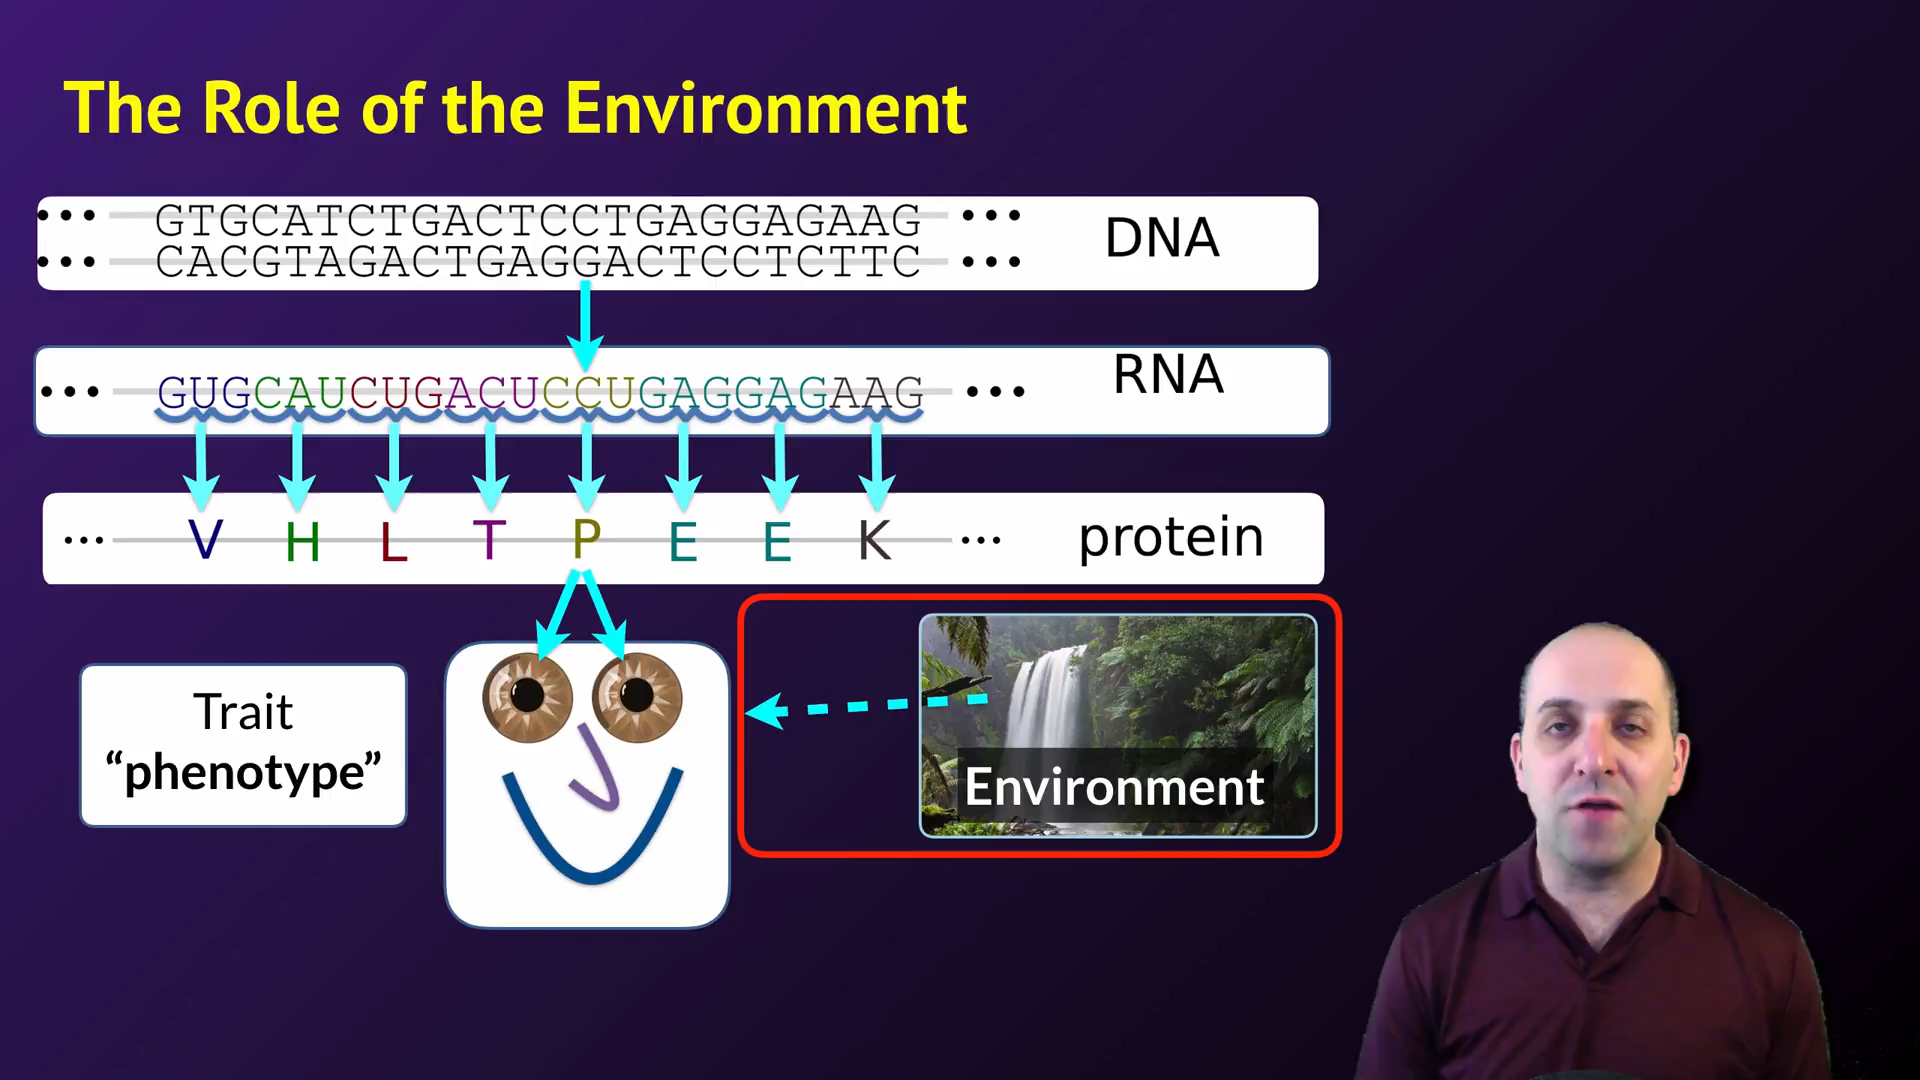 The Role of the Environment
••• GTGCATCTGACTCCTGAGGAGAAG ••• DNA
••• CACGTAGACTGAGGACTCCTCTTC •••
••• GUGCAUCUGACUCCUGAGGAGAAG ••• RNA
... V H L T P E E K ... protein
Trait
“phenotype”
Environment